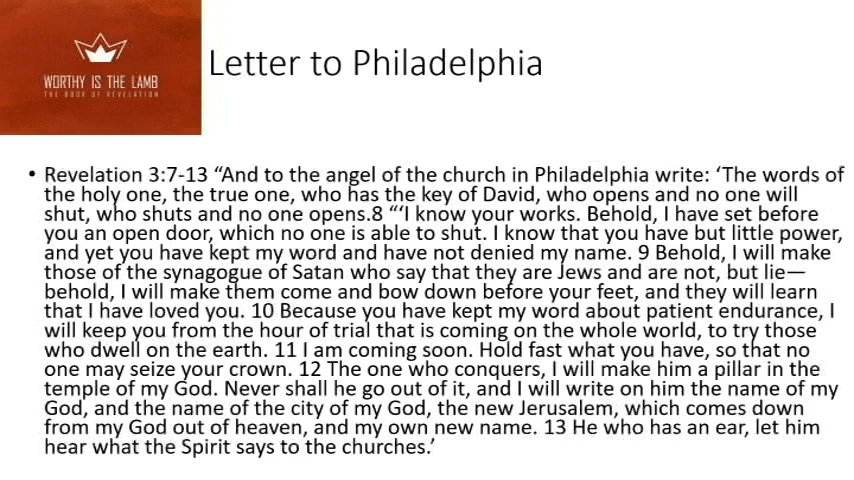 WORTHY IS THE LAMB
THE BOOK OF REVELATION
Letter to Philadelphia
• Revelation 3:7-13 “And to the angel of the church in Philadelphia write: ‘The words of
the holy one, the true one, who has the key of David, who opens and no one will
shut, who shuts and no one opens.8 “‘I know your works. Behold, I have set before
you an open door, which no one is able to shut. I know that you have but little power,
and yet you have kept my word and have not denied my name. 9 Behold, I will make
those of the synagogue of Satan who say that they are Jews and are not, but lie—
behold, I will make them come and bow down before your feet, and they will learn
that I have loved you. 10 Because you have kept my word about patient endurance, I
will keep you from the hour of trial that is coming on the whole world, to try those
who dwell on the earth. 11 I am coming soon. Hold fast what you have, so that no
one may seize your crown. 12 The one who conquers, I will make him a pillar in the
temple of my God. Never shall he go out of it, and I will write on him the name of my
God, and the name of the city of my God, the new Jerusalem, which comes down
from my God out of heaven, and my own new name. 13 He who has an ear, let him
hear what the Spirit says to the churches.’